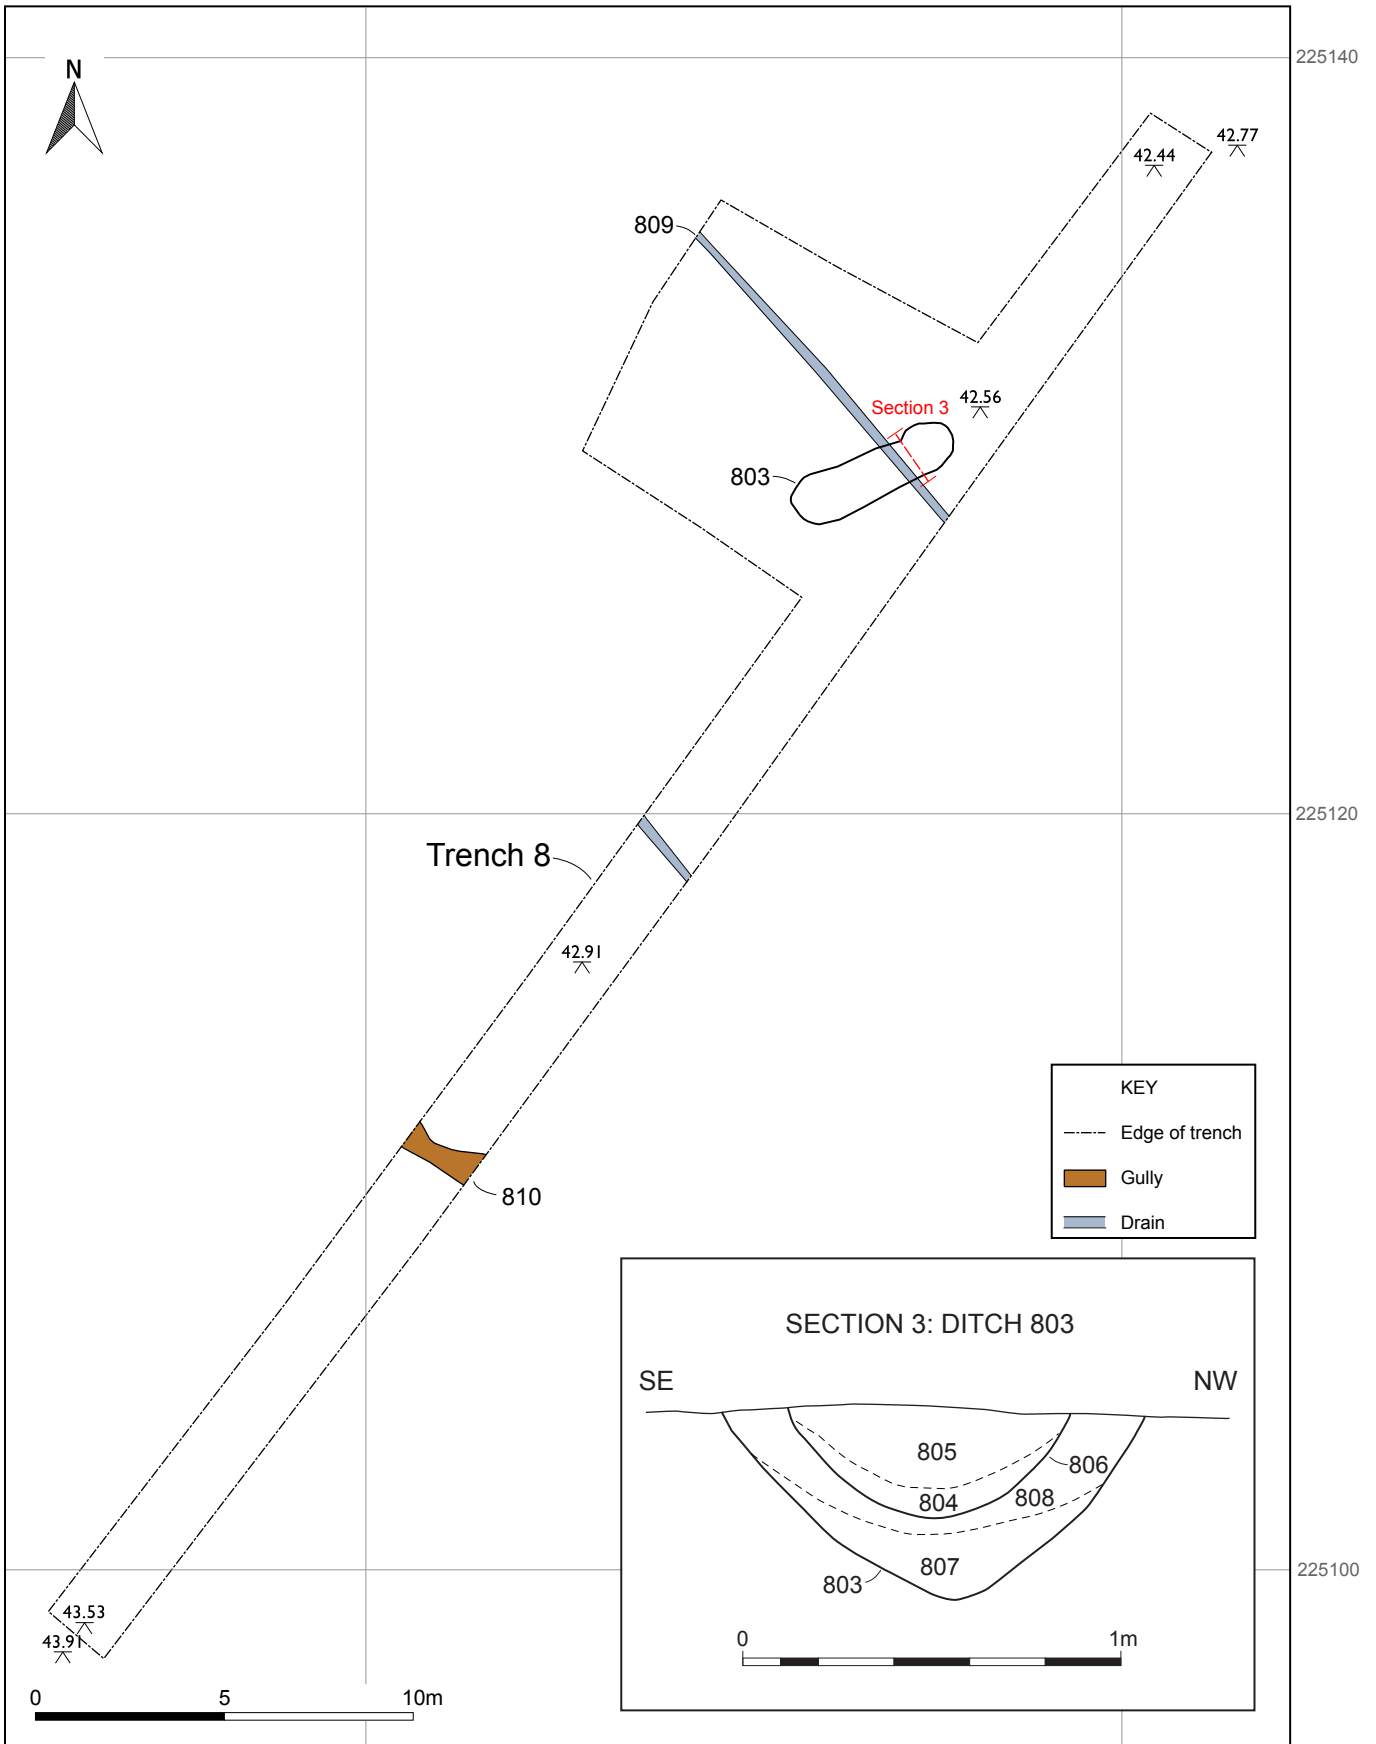 225140
N
42.77
42.44
809
Section 3
42.56
803
225120
Trench 8
42.91
KEY
Edge of trench
Gully
Drain
810
SECTION 3: DITCH 803
SE
NW
805
806
804
808
807
803
0
1m
225100
43.53
43.91
0
5
10m